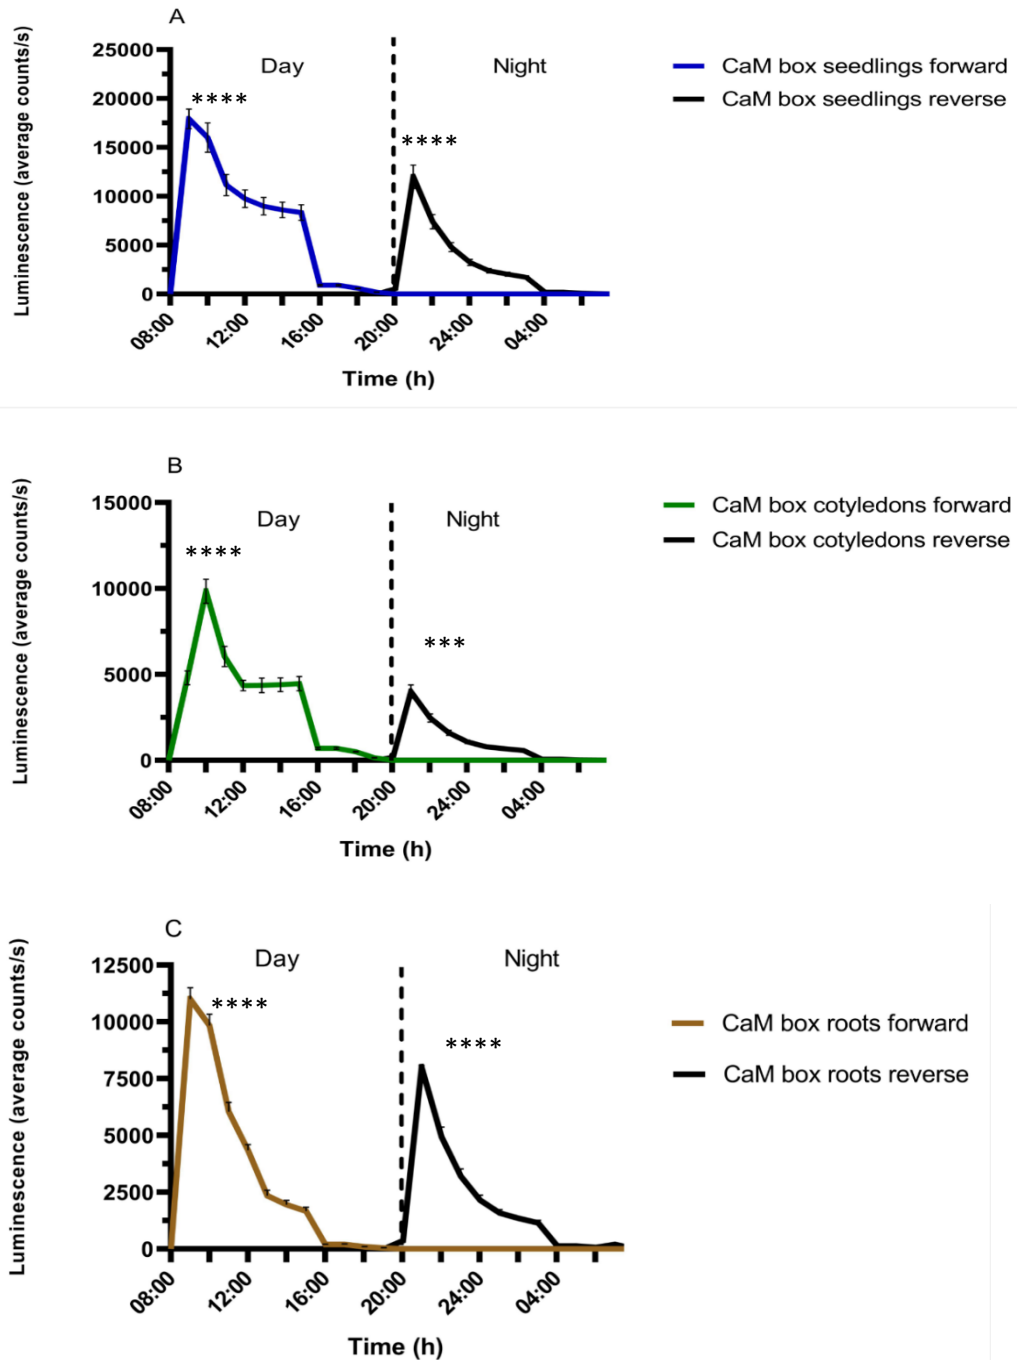 A
Luminescence (average counts/s)
25000
20000
15000
10000
5000
0
Day
Night
****
****
CaM box seedlings forward
CaM box seedlings reverse
08:00
12:00
16:00
20:00
24:00
04:00
Time (h)
B
Luminescence (average counts/s)
15000
10000
5000
0
Day
Night
****
***
CaM box cotyledons forward
CaM box cotyledons reverse
08:00
12:00
16:00
20:00
24:00
04:00
Time (h)
C
Luminescence (average counts/s)
12500
10000
7500
5000
2500
0
Day
Night
****
****
CaM box roots forward
CaM box roots reverse
08:00
12:00
16:00
20:00
24:00
04:00
Time (h)